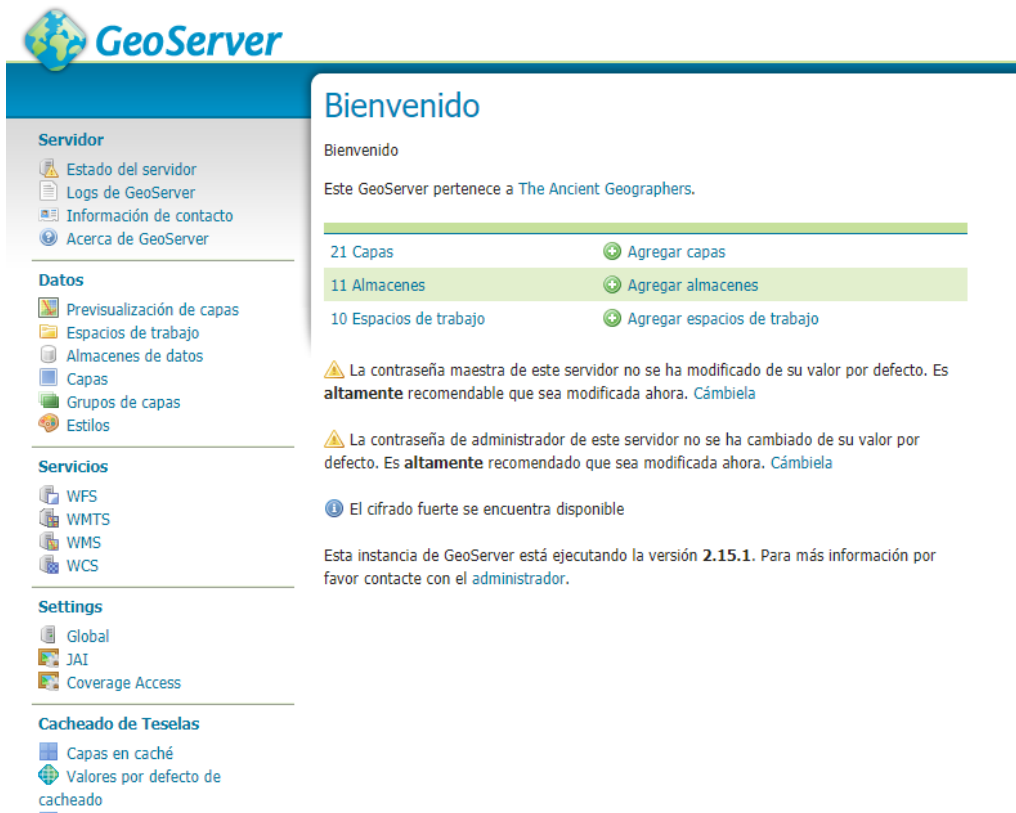 GeoServer
Servidor
Estado del servidor
Logs de GeoServer
Información de contacto
Acerca de GeoServer
Datos
Previsualización de capas
Espacios de trabajo
Almacenes de datos
Capas
Grupos de capas
Estilos
Servicios
WFS
WMTS
WMS
WCS
Settings
Global
JAI
Coverage Access
Cacheado de Teselas
Capas en caché
Valores por defecto de
cacheado
Bienvenido
Bienvenido
Este GeoServer pertenece a The Ancient Geographers.
21 Capas Agregar capas
11 Almacenes Agregar almacenes
10 Espacios de trabajo Agregar espacios de trabajo
La contraseña maestra de este servidor no se ha modificado de su valor por defecto. Es
altamente recomendable que sea modificada ahora. Cámbiela
La contraseña de administrador de este servidor no se ha cambiado de su valor por
defecto. Es altamente recomendado que sea modificada ahora. Cámbiela
El cifrado fuerte se encuentra disponible
Esta instancia de GeoServer está ejecutando la versión 2.15.1. Para más información por
favor contacte con el administrador.